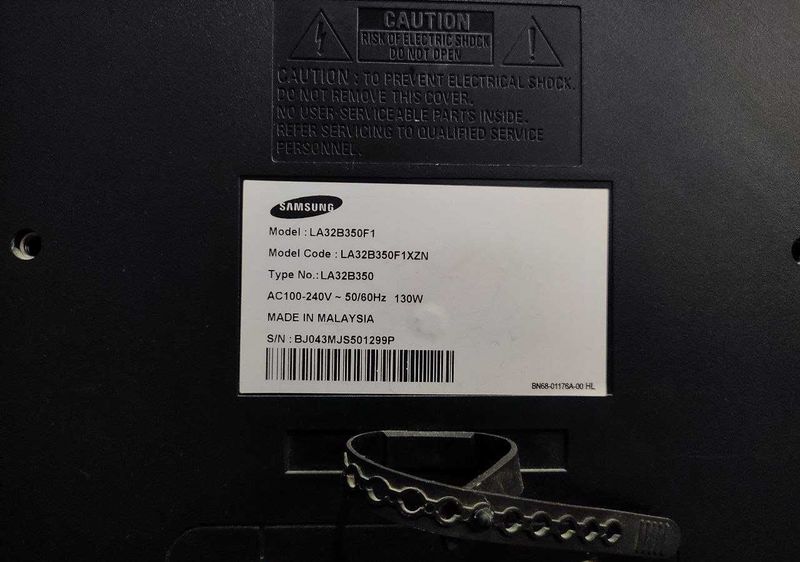 CAUTION
RISK OF ELECTRIC SHOCK
DO NOT OPEN
CAUTION : TO PREVENT ELECTRICAL SHOCK.
DO NOT REMOVE THIS COVER.
NO USER-SERVICEABLE PARTS INSIDE.
REFER SERVICING TO QUALIFIED SERVICE
PERSONNEL.
SAMSUNG
Model : LA32B350F1
Model Code : LA32B350F1XZN
Type No.:LA32B350
AC100-240V ~ 50/60Hz 130W
MADE IN MALAYSIA
S/N : BJ043MJS501299P
BN68-01176A-00 HL